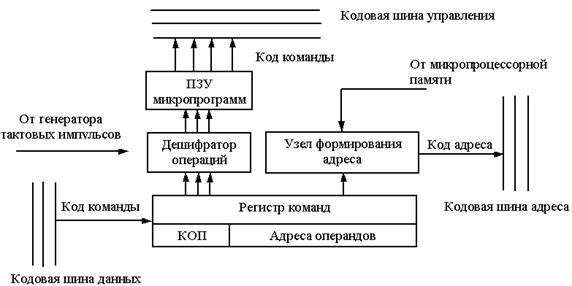 Кодовая шина управления
Код команды
ПЗУ
микропрограмм
От микропроцессорной
памяти
От генератора
тактовых импульсов
Дешифратор
операций
Узел формирования
адреса
Код адреса
Код команды
Регистр команд
Кодовая шина адреса
КОП
Адреса операндов
Кодовая шина данных